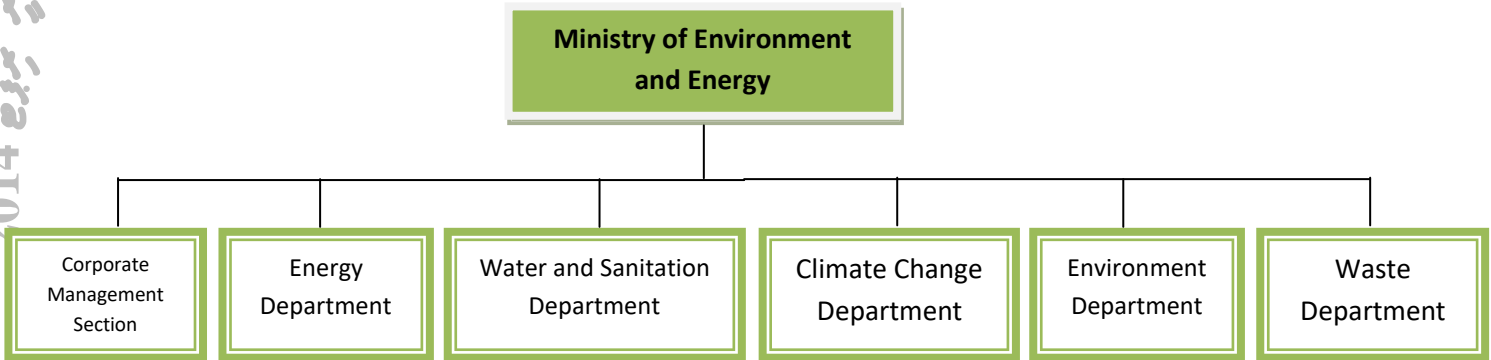 Ministry of Environment
and Energy
Corporate
Management
Section
Energy
Department
Water and Sanitation
Department
Climate Change
Department
Environment
Department
Waste
Department